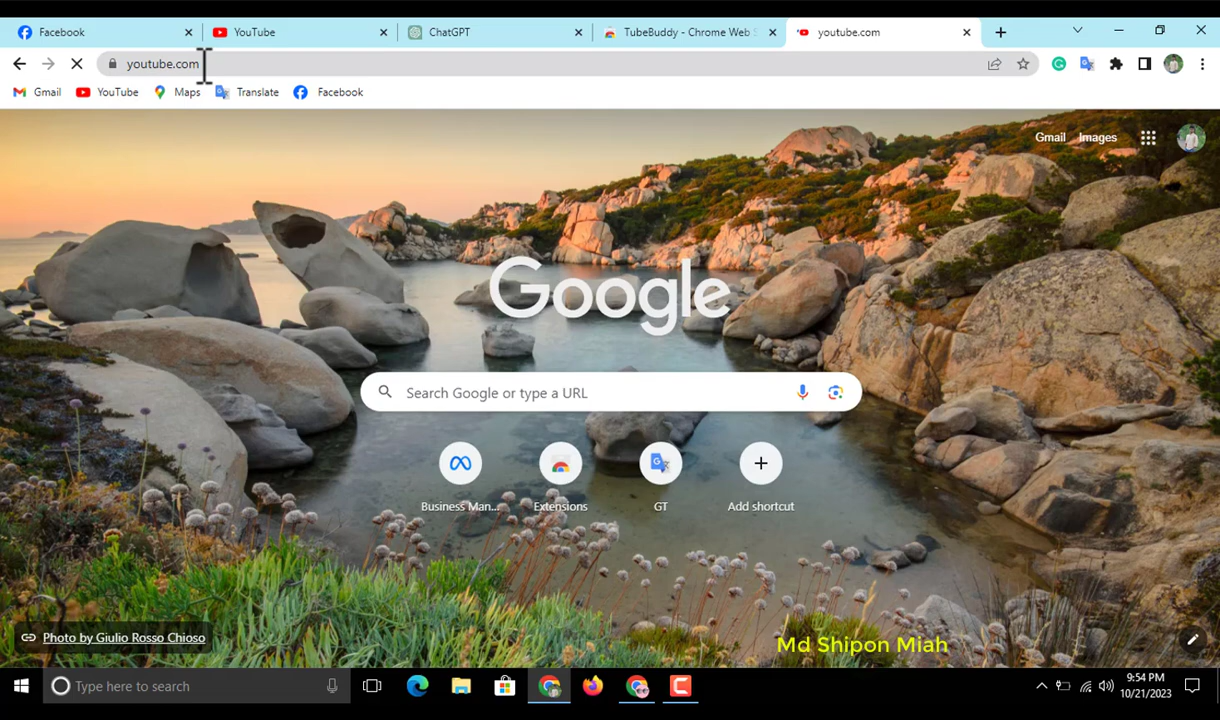 Facebook
YouTube
ChatGPT
TubeBuddy - Chrome Web S
youtube.com
youtube.com
Gmail
YouTube
Maps
Translate
Facebook
Gmail
Images
Google
Search Google or type a URL
Business Man...
Extensions
GT
Add shortcut
Photo by Giulio Rosso Chioso
Md Shipon Miah
Type here to search
9:54 PM
10/21/2023